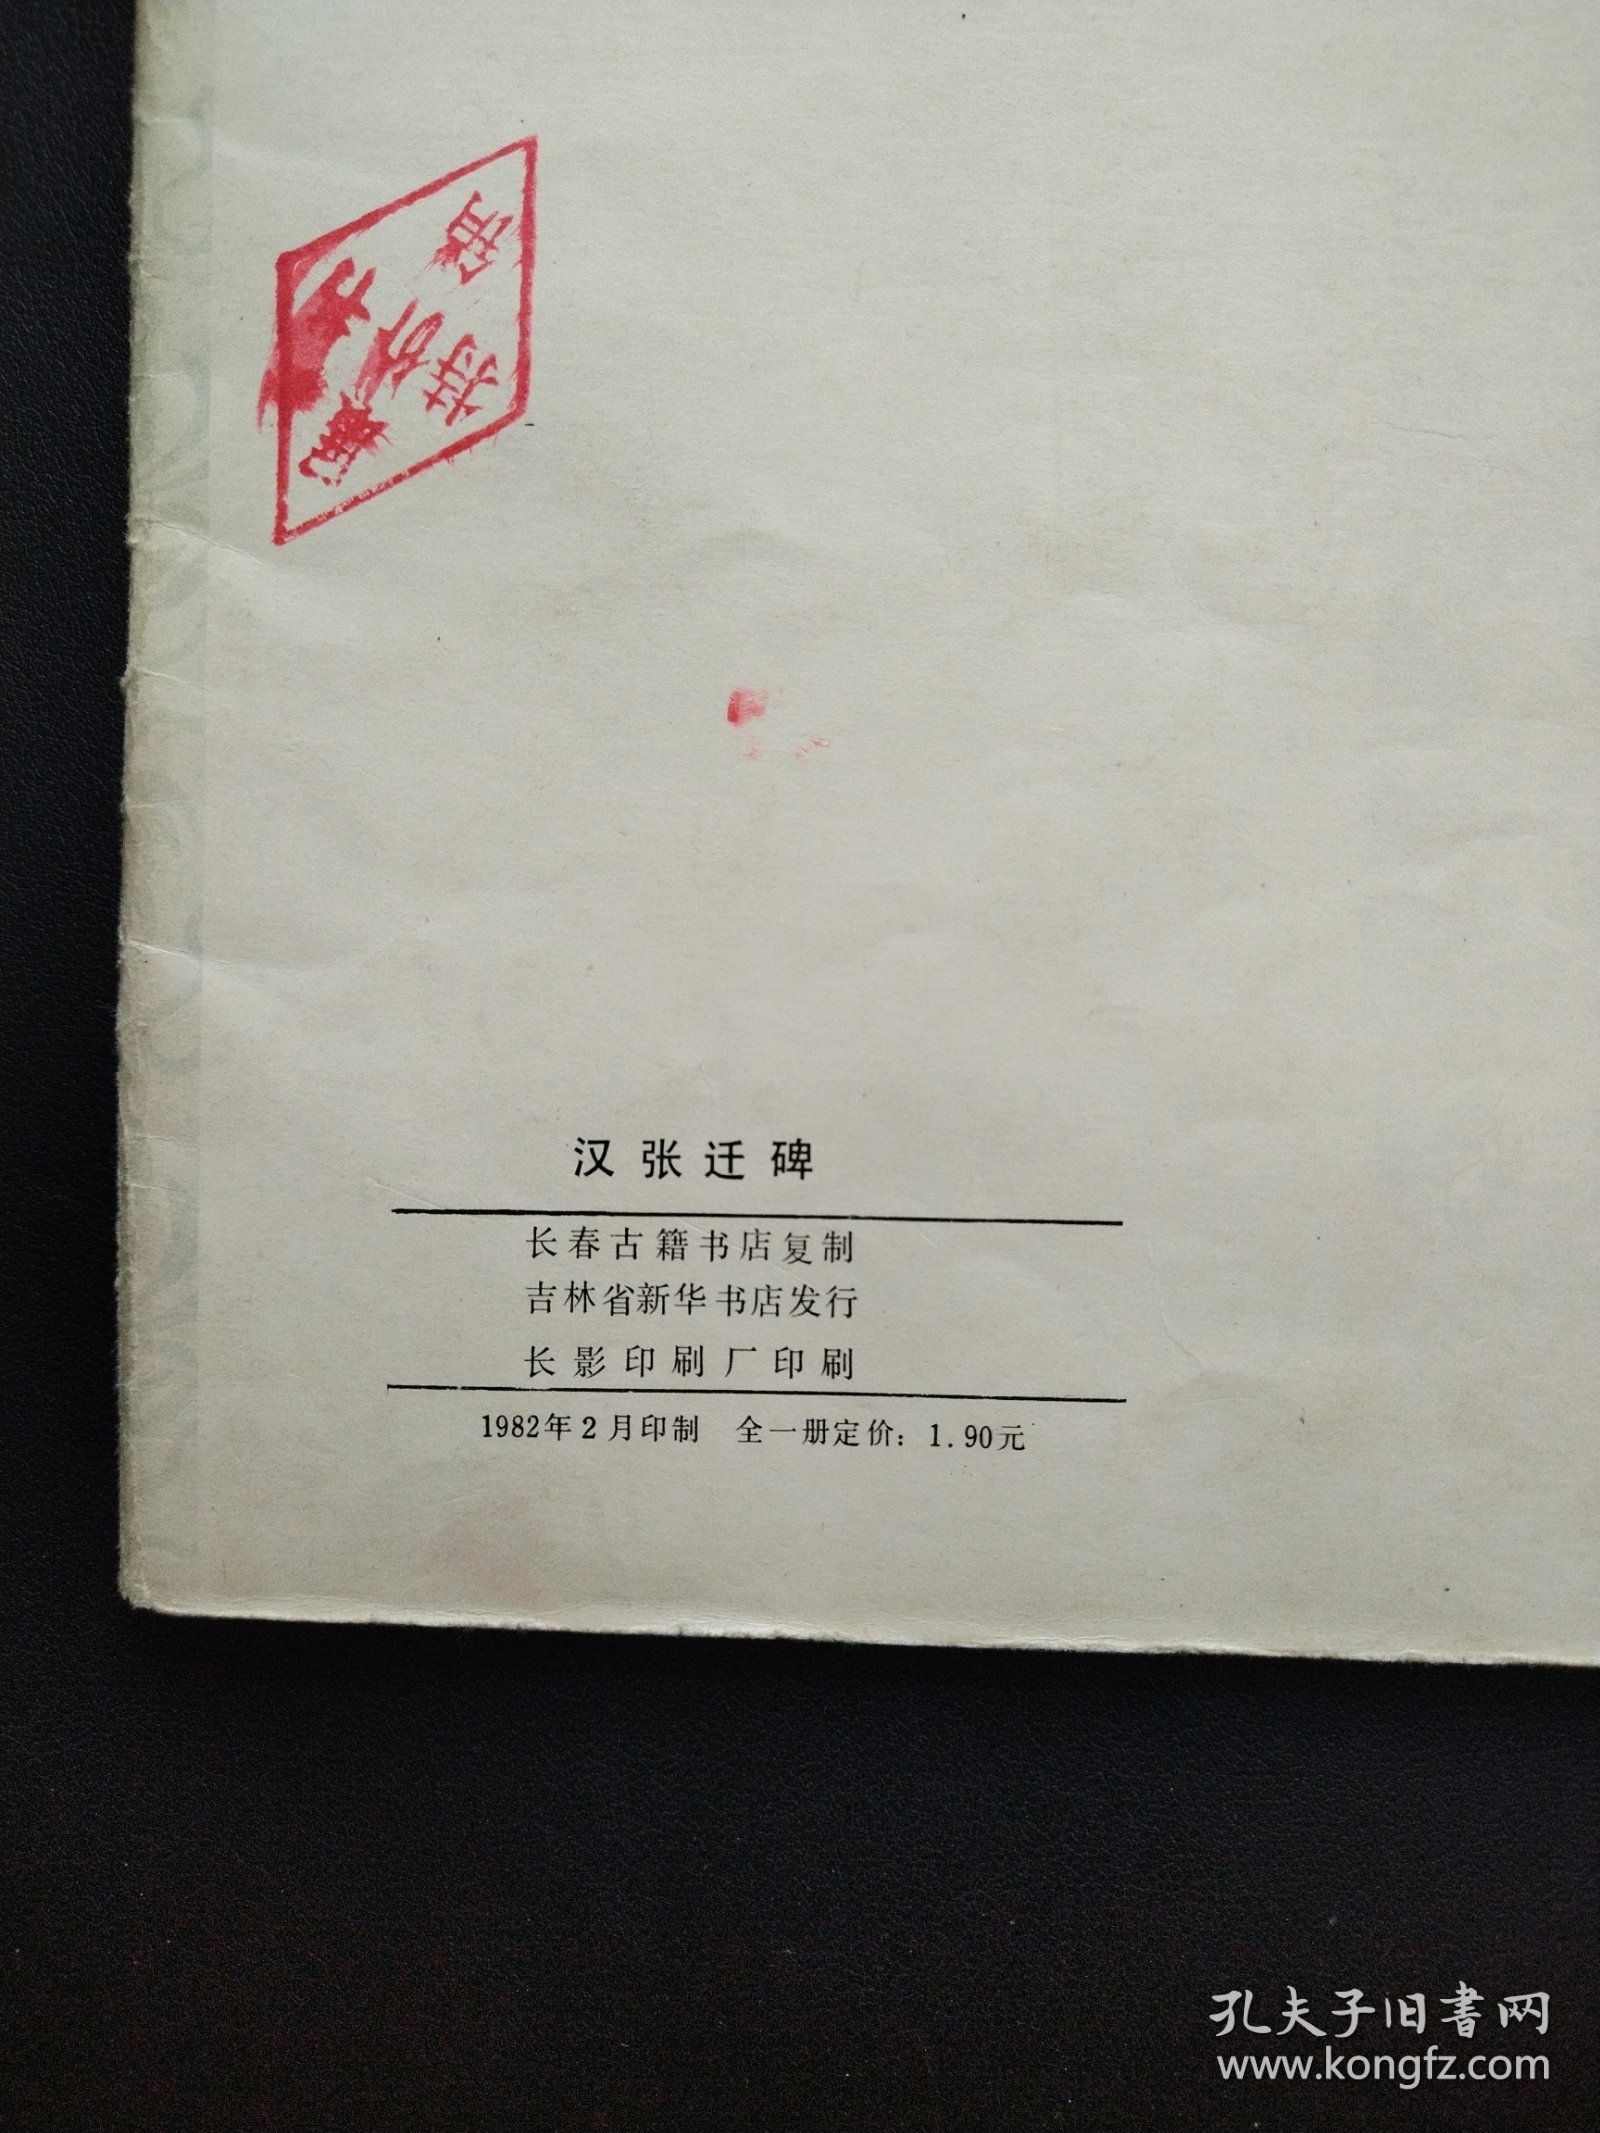 汉张迁碑
长春古籍书店复制
吉林省新华书店发行
长影印刷厂印刷
1982年2月印制 全一册定价：1.90元
孔夫子旧書网
www.kongfz.com